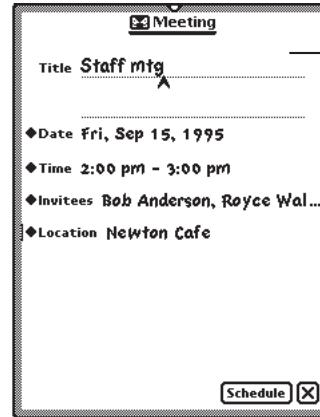 Meeting
Title Staff mtg
Date Fri, Sep 15, 1995
Time 2:00 pm – 3:00 pm
Invitees Bob Anderson, Royce Wal...
Location Newton Cafe
Schedule